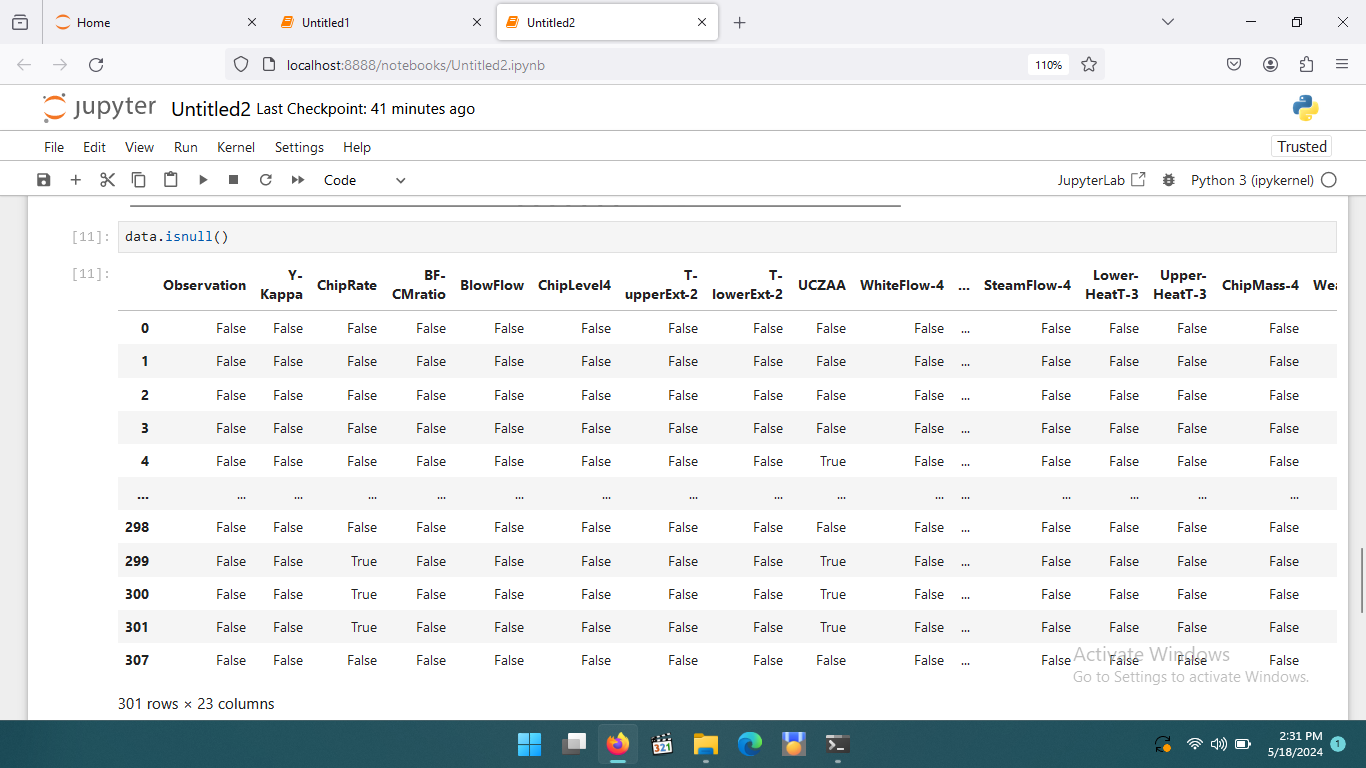 Home
Untitled1
Untitled2
localhost:8888/notebooks/Untitled2.ipynb
110%
jupyter Untitled2 Last Checkpoint: 41 minutes ago
File Edit View Run Kernel Settings Help
Trusted
Code
JupyterLab
Python 3 (ipykernel)
[11]: data.isnull()
[11]:
Observation Y-Kappa ChipRate BF-CMratio BlowFlow ChipLevel4 T-upperExt-2 T-lowerExt-2 UCZAA WhiteFlow-4 ... SteamFlow-4 Lower-HeatT-3 Upper-HeatT-3 ChipMass-4 Wea
0 False False False False False False False False False False ... False False False False
1 False False False False False False False False False False ... False False False False
2 False False False False False False False False False False ... False False False False
3 False False False False False False False False False False ... False False False False
4 False False False False False False False False True False ... False False False False
... ... ... ... ... ... ... ... ... ... ... ... ... ... ... ...
298 False False False False False False False False False False ... False False False False
299 False False True False False False False False True False ... False False False False
300 False False True False False False False False True False ... False False False False
301 False False True False False False False False True False ... False False False False
307 False False False False False False False False False False ... False False False False
301 rows × 23 columns
Activate Windows
Go to Settings to activate Windows.
321
2:31 PM
5/18/2024
1